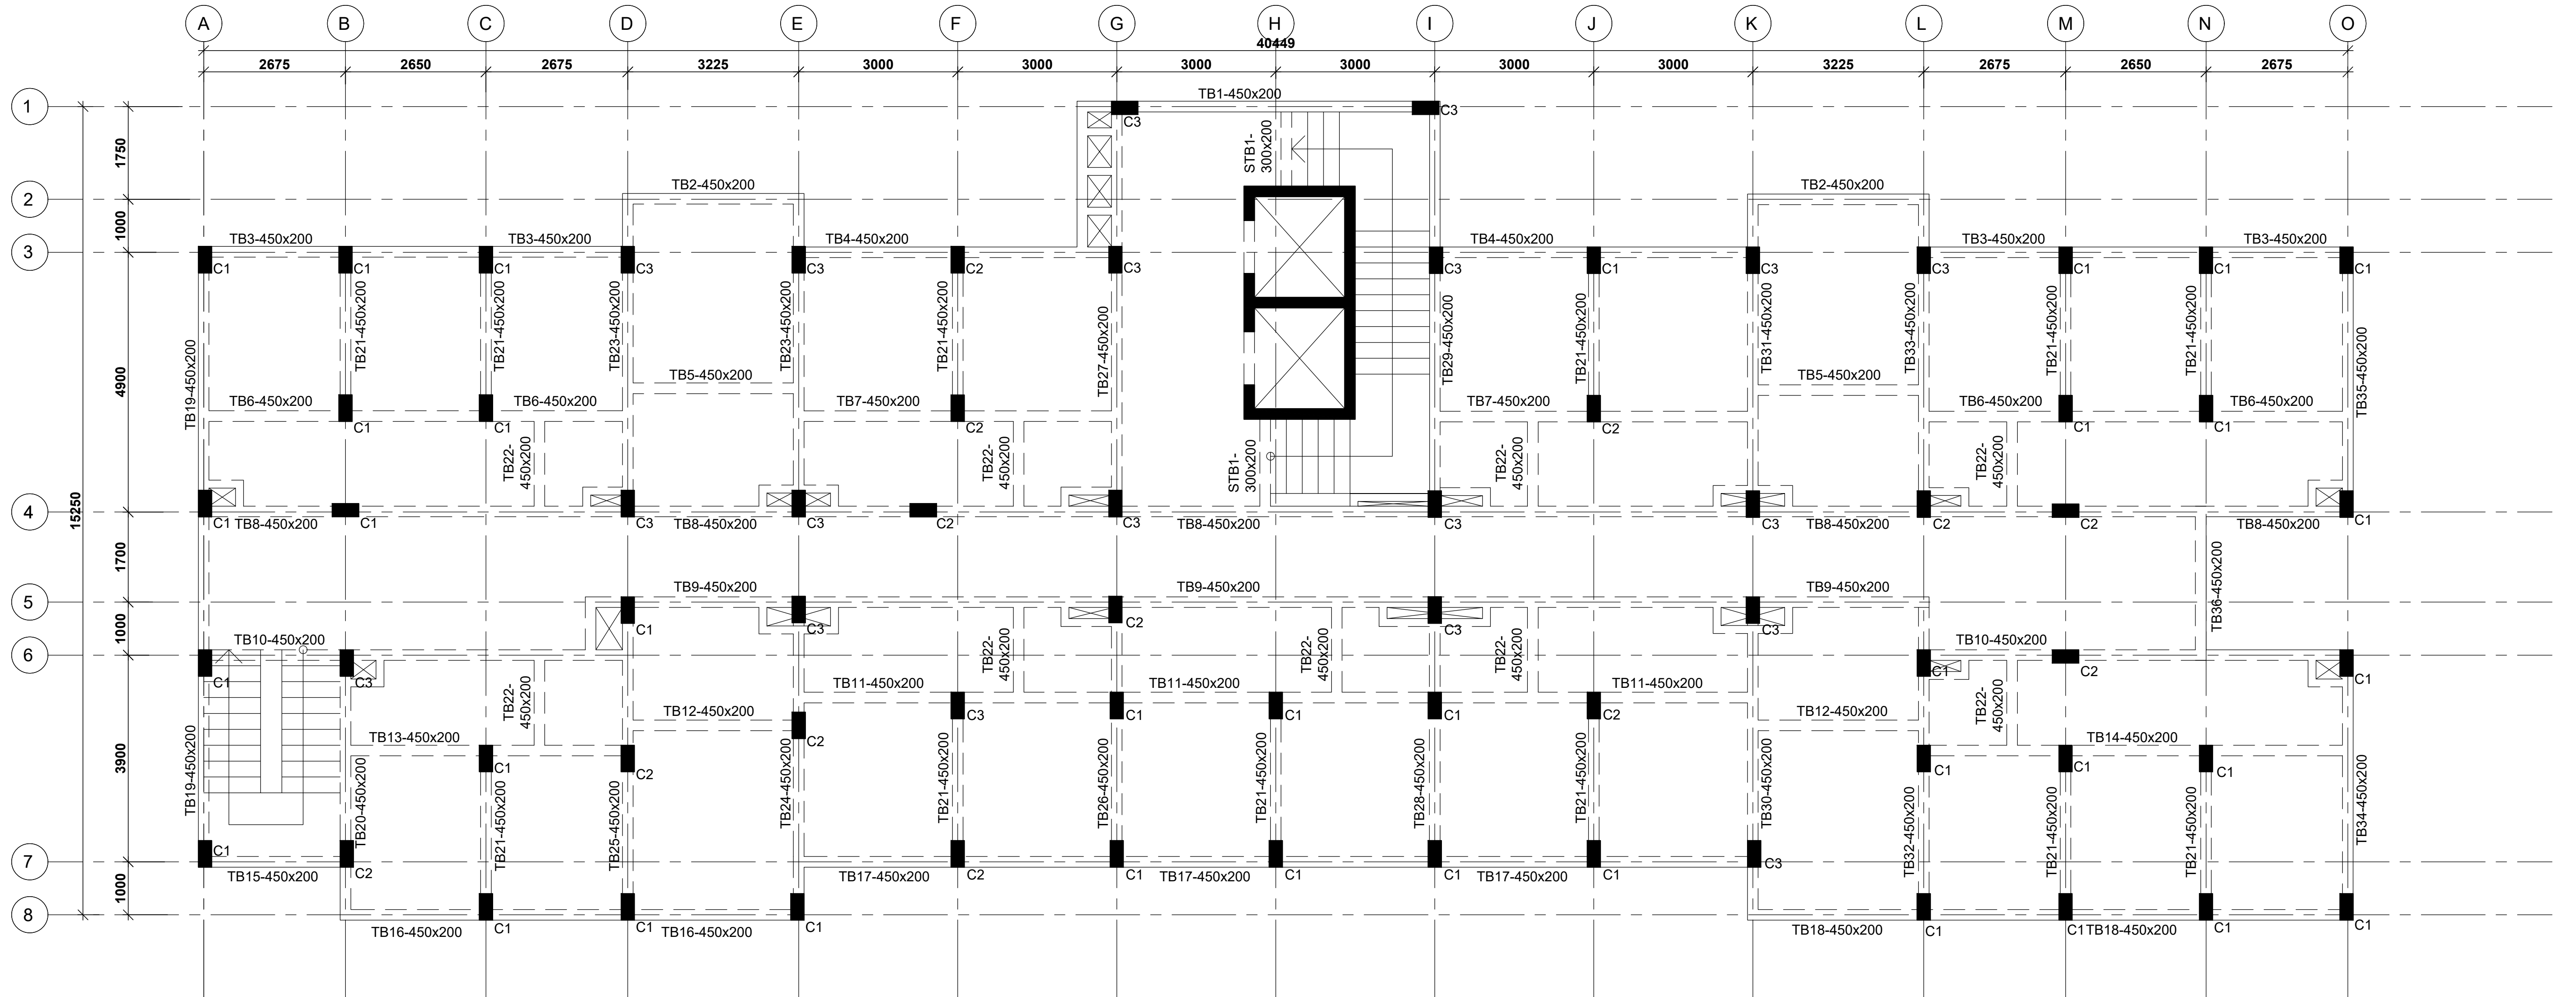 A B C D E F G H I J K L M N O
40449
2675 2650 2675 3225 3000 3000 3000 3000 3000 3000 3225 2675 2650 2675
1
TB1-450x200
C3 C3
1750
STB1-
300x200
2
TB2-450x200 TB2-450x200
1000
3
TB3-450x200 TB3-450x200 TB4-450x200 TB4-450x200 TB3-450x200 TB3-450x200
C1 C1 C1 C3 C3 C2 C3 C3 C1 C3 C3 C1 C1 C1
TB19-450x200
TB21-450x200
TB21-450x200
TB23-450x200
TB23-450x200
TB21-450x200
TB27-450x200
TB29-450x200
TB21-450x200
TB31-450x200
TB33-450x200
TB21-450x200
TB21-450x200
TB35-450x200
4900
TB5-450x200 TB5-450x200
TB6-450x200 TB6-450x200 TB7-450x200 TB7-450x200 TB6-450x200 TB6-450x200
C1 C1 C2 C2 C1 C1
TB22-
450x200
TB22-
450x200
STB1-
300x200
TB22-
450x200
TB22-
450x200
4
C1 C1 C3 C3 C2 C3 C3 C3 C2 C2 C1
TB8-450x200 TB8-450x200 TB8-450x200 TB8-450x200 TB8-450x200
15250
1700
TB36-450x200
5
TB9-450x200 TB9-450x200 TB9-450x200
C1 C3 C2 C3 C3
1000
TB10-450x200 TB10-450x200
6
C1 C3 C1 C2 C1
TB22-
450x200
TB22-
450x200
TB22-
450x200
TB22-
450x200
TB22-
450x200
TB11-450x200 TB11-450x200 TB11-450x200
TB12-450x200 TB12-450x200
C3 C1 C1 C1 C2
C2
TB13-450x200 TB14-450x200
C1 C2 C1 C1 C1
3900
TB19-450x200
TB20-450x200
TB21-450x200
TB25-450x200
TB24-450x200
TB21-450x200
TB26-450x200
TB21-450x200
TB28-450x200
TB21-450x200
TB30-450x200
TB32-450x200
TB21-450x200
TB21-450x200
TB34-450x200
7
C1 C2 C2 C1 C1 C1 C1 C3
TB15-450x200 TB17-450x200 TB17-450x200 TB17-450x200
1000
8
C1 C1 C1 C1 C1 C1 C1
TB16-450x200 TB16-450x200 TB18-450x200 TB18-450x200